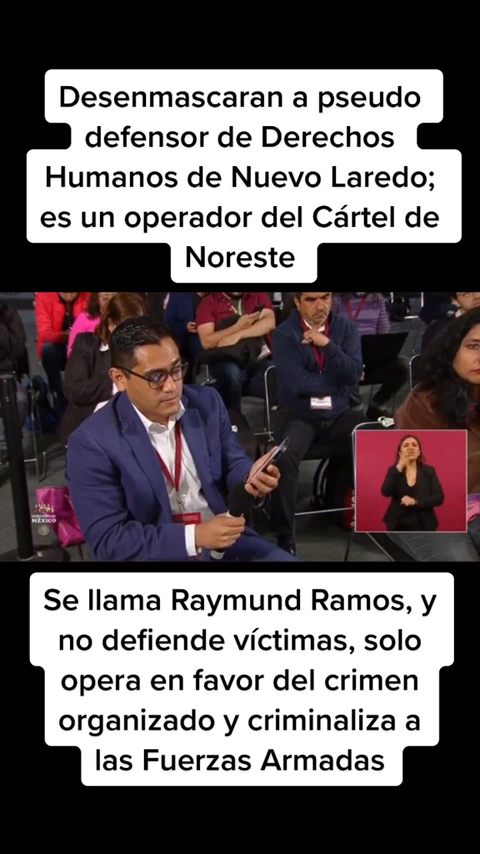 Desenmascaran a pseudo
defensor de Derechos
Humanos de Nuevo Laredo;
es un operador del Cártel de
Noreste
MÉXICO
Se llama Raymund Ramos, y
no defiende víctimas, solo
opera en favor del crimen
organizado y criminaliza a
las Fuerzas Armadas